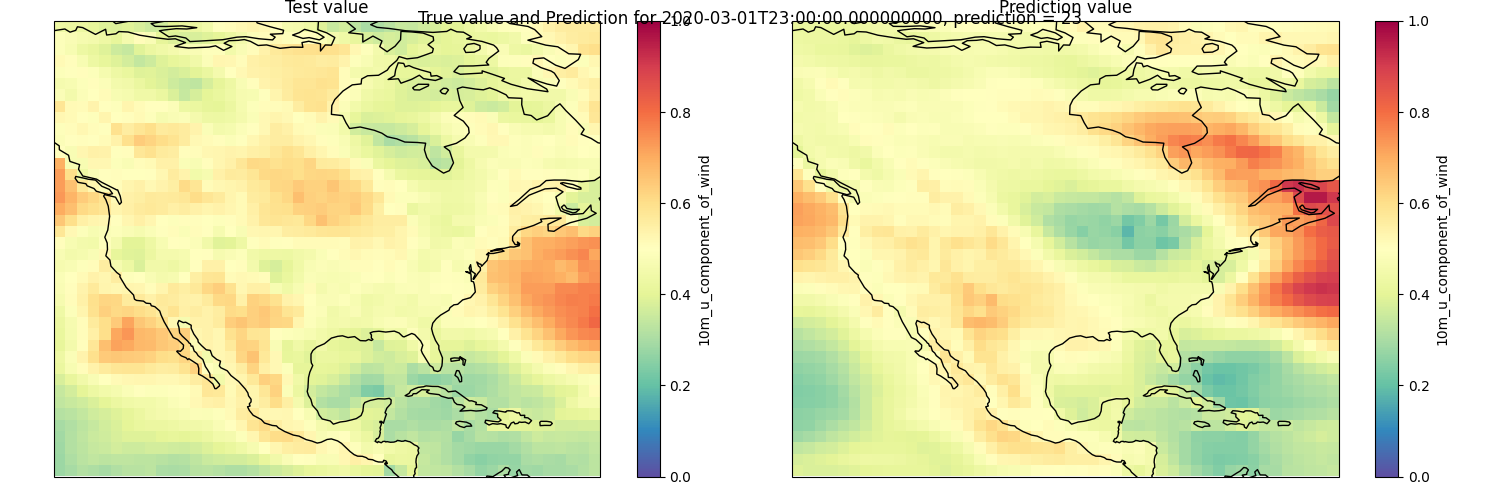 Test value
Prediction value
True value and Prediction for 2020-03-01T23:00:00.000000000, prediction = 23
1.0
0.8
0.6
0.4
0.2
0.0
10m_u_component_of_wind
1.0
0.8
0.6
0.4
0.2
0.0
10m_u_component_of_wind